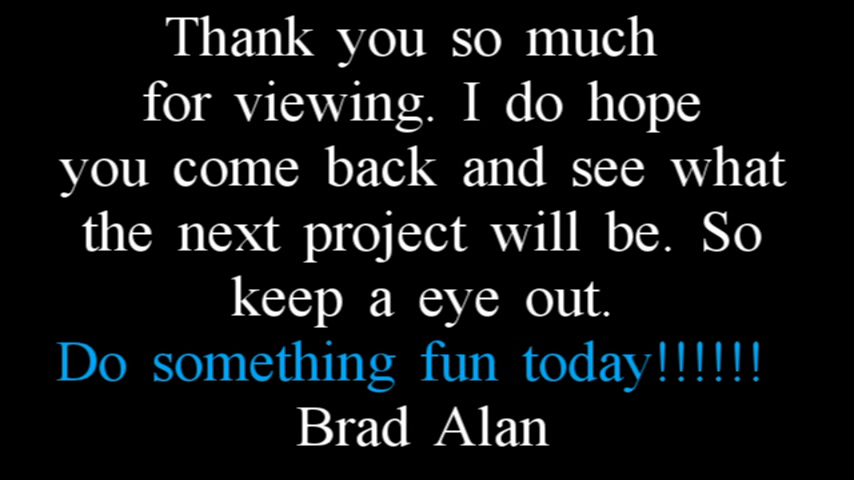 Thank you so much
for viewing. I do hope
you come back and see what
the next project will be. So
keep a eye out.
Do something fun today!!!!!!
Brad Alan